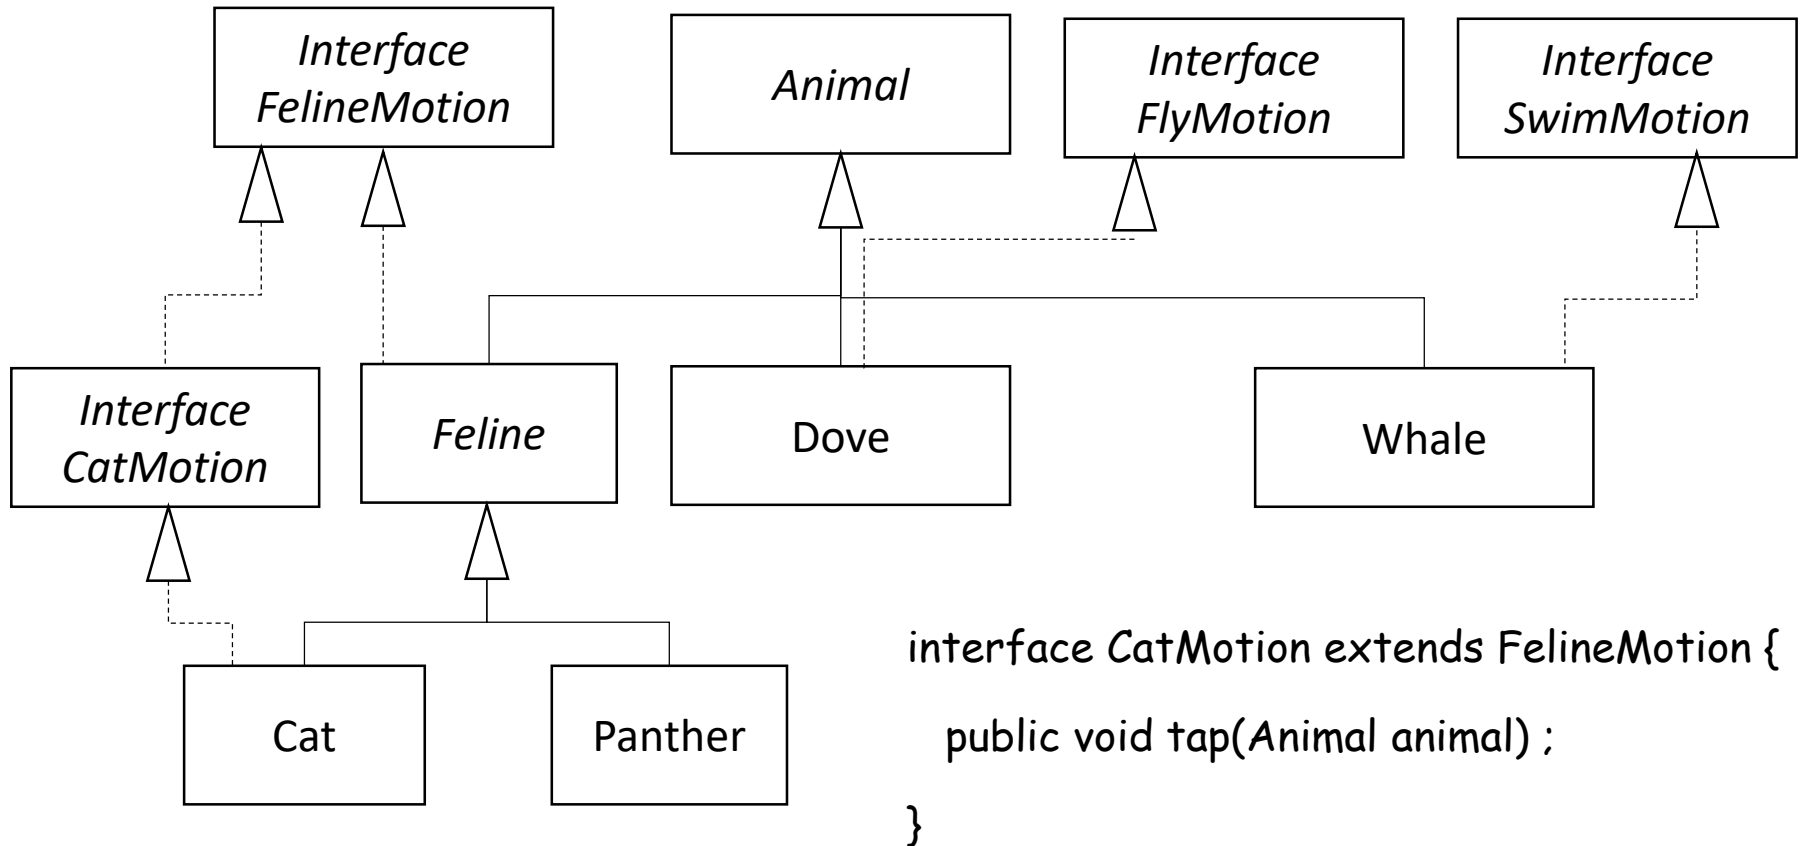 Interface
FelineMotion
Animal
Interface
FlyMotion
Interface
SwimMotion
Interface
CatMotion
Feline
Dove
Whale
Cat
Panther
interface CatMotion extends FelineMotion {
public void tap(Animal animal) ;
}